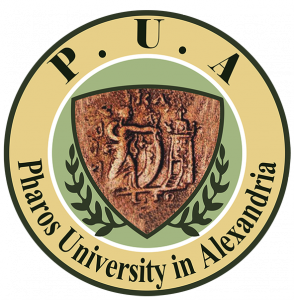 P . U . A
Pharos University in Alexandria